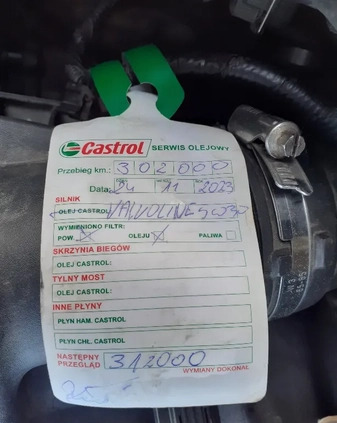 Castrol SERWIS OLEJOWY
Przebieg km.: 302000
Data: 24 11 2023
SILNIK
OLEJ CASTROL: VALVOLINE 5W30
WYMIENIONO FILTR:
POW. OLEJU PALIWA
SKRZYNIA BIEGÓW
OLEJ CASTROL:
TYLNY MOST
OLEJ CASTROL:
INNE PŁYNY
PŁYN HAM. CASTROL
PŁYN CHŁ. CASTROL
NASTĘPNY
PRZEGLĄD 312000
WYMIANY DOKONAŁ